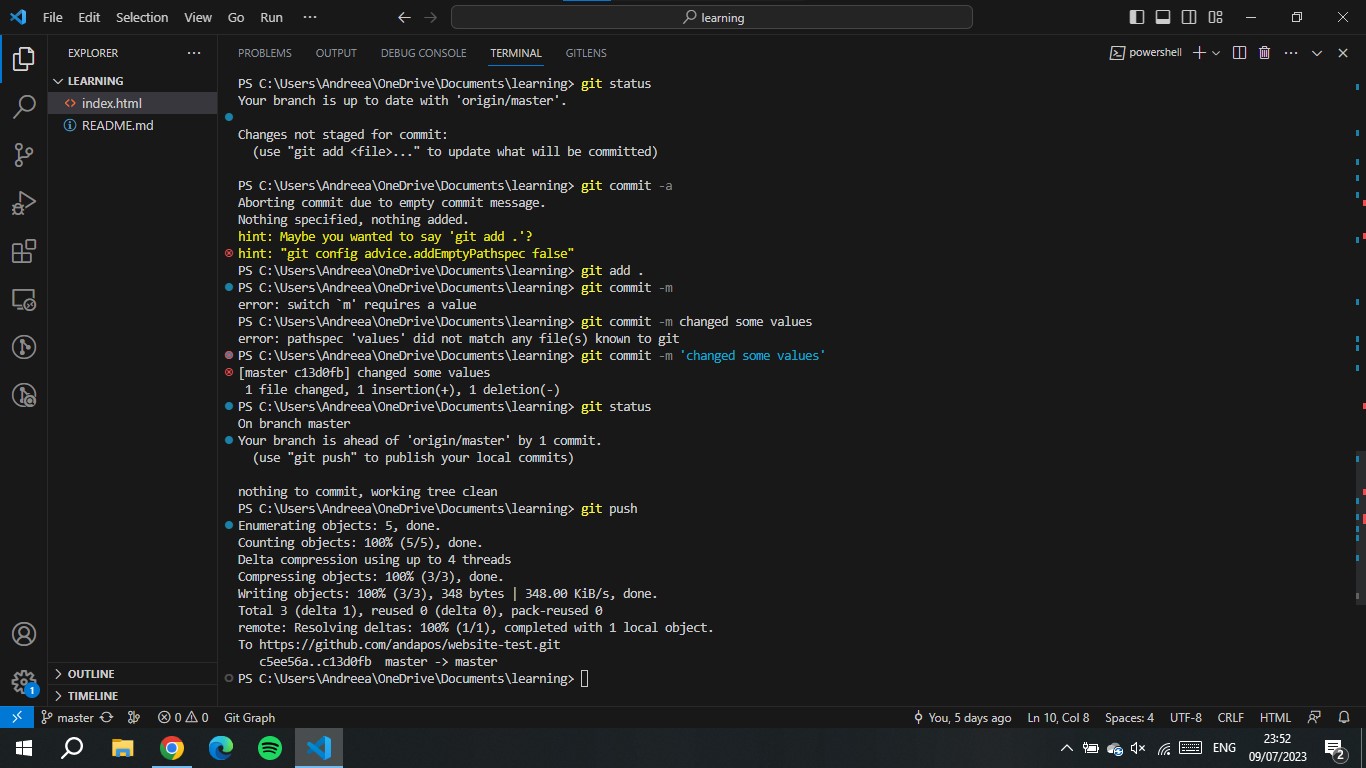 File Edit Selection View Go Run ··· learning
EXPLORER ···
LEARNING
index.html
README.md
OUTLINE
TIMELINE
PROBLEMS OUTPUT DEBUG CONSOLE TERMINAL GITLENS powershell
PS C:\Users\Andreea\OneDrive\Documents\learning> git status
Your branch is up to date with 'origin/master'.
Changes not staged for commit:
(use "git add <file>..." to update what will be committed)
PS C:\Users\Andreea\OneDrive\Documents\learning> git commit -a
Aborting commit due to empty commit message.
Nothing specified, nothing added.
hint: Maybe you wanted to say 'git add .'?
hint: "git config advice.addEmptyPathspec false"
PS C:\Users\Andreea\OneDrive\Documents\learning> git add .
PS C:\Users\Andreea\OneDrive\Documents\learning> git commit -m
error: switch `m' requires a value
PS C:\Users\Andreea\OneDrive\Documents\learning> git commit -m changed some values
error: pathspec 'values' did not match any file(s) known to git
PS C:\Users\Andreea\OneDrive\Documents\learning> git commit -m 'changed some values'
[master c13d0fb] changed some values
1 file changed, 1 insertion(+), 1 deletion(-)
PS C:\Users\Andreea\OneDrive\Documents\learning> git status
On branch master
Your branch is ahead of 'origin/master' by 1 commit.
(use "git push" to publish your local commits)
nothing to commit, working tree clean
PS C:\Users\Andreea\OneDrive\Documents\learning> git push
Enumerating objects: 5, done.
Counting objects: 100% (5/5), done.
Delta compression using up to 4 threads
Compressing objects: 100% (3/3), done.
Writing objects: 100% (3/3), 348 bytes | 348.00 KiB/s, done.
Total 3 (delta 1), reused 0 (delta 0), pack-reused 0
remote: Resolving deltas: 100% (1/1), completed with 1 local object.
To https://github.com/andapos/website-test.git
c5ee56a..c13d0fb master -> master
PS C:\Users\Andreea\OneDrive\Documents\learning>
1
master 0 0 Git Graph You, 5 days ago Ln 10, Col 8 Spaces: 4 UTF-8 CRLF HTML
ENG 23:52
09/07/2023 2